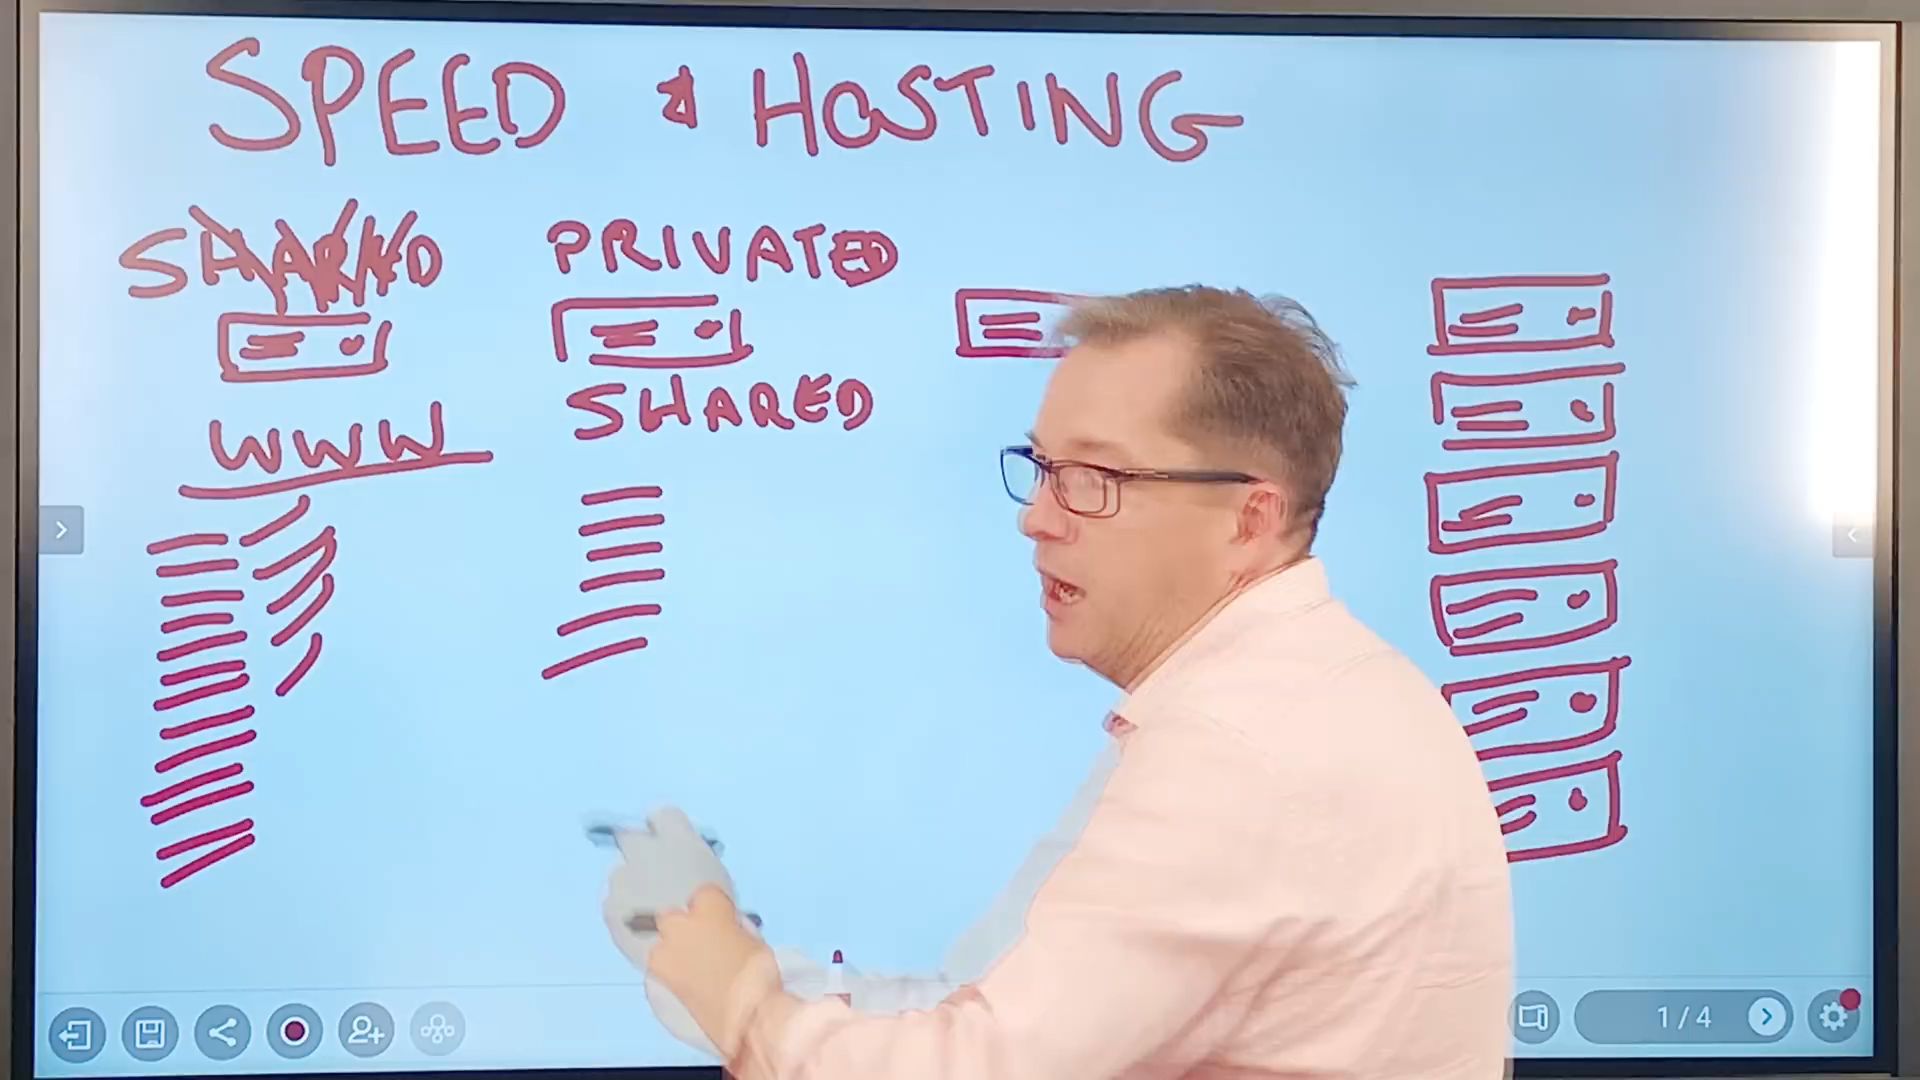 SPEED & HOSTING
SHARED
PRIVATE
WWW
SHARED
1/4